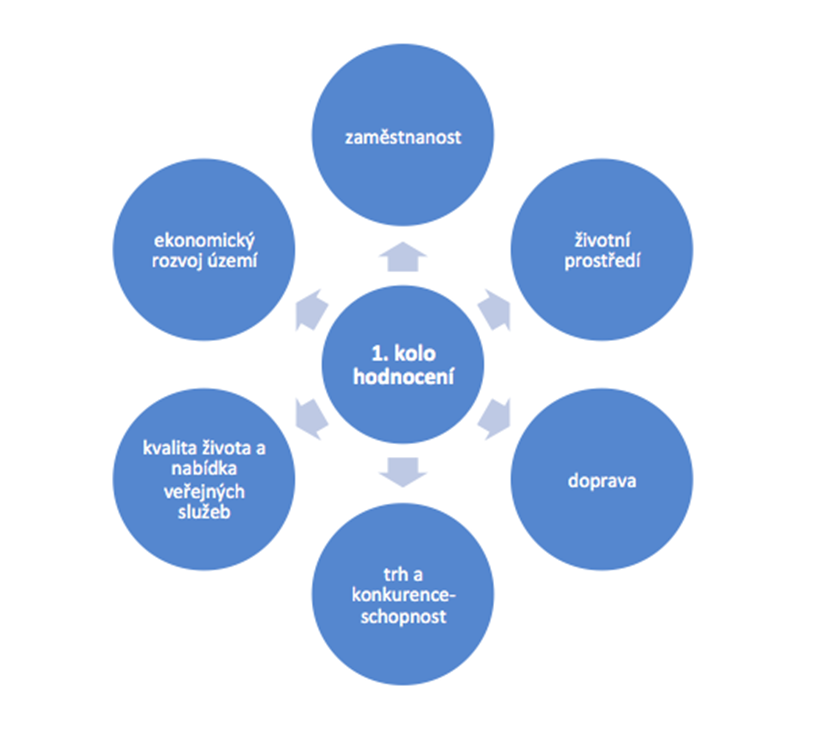 zaměstnanost
životní
prostředí
doprava
trh a
konkurence-
schopnost
kvalita života a
nabídka
veřejných
služeb
ekonomický
rozvoj území
1. kolo
hodnocení